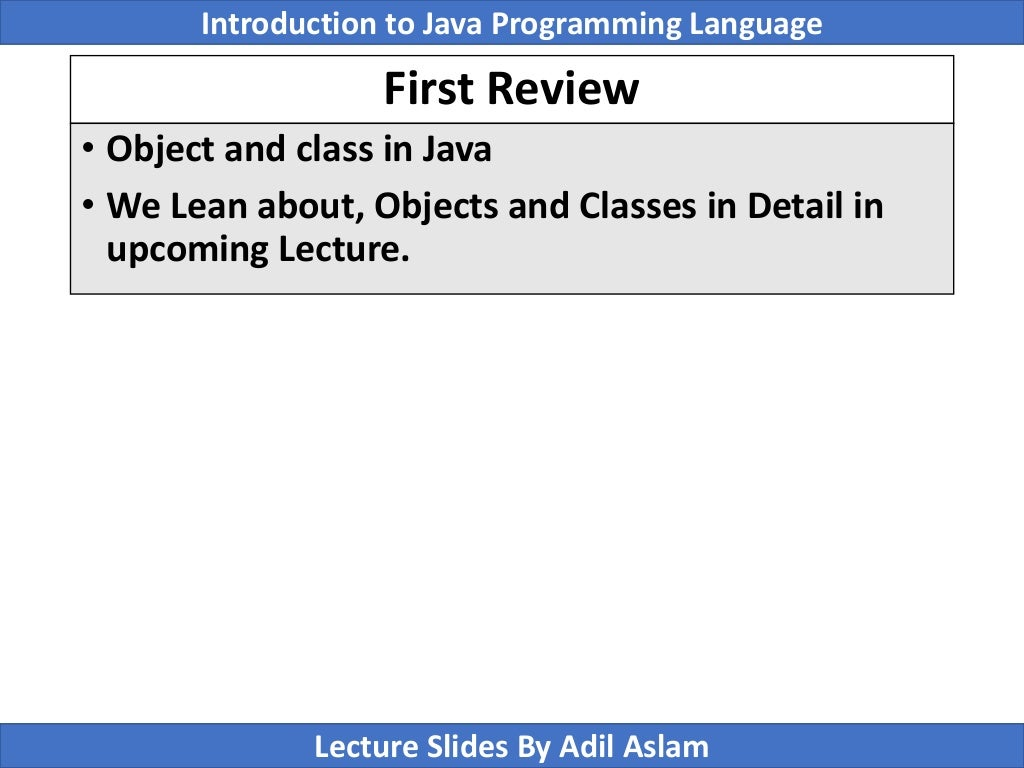 Introduction to Java Programming Language
First Review
• Object and class in Java
• We Lean about, Objects and Classes in Detail in
upcoming Lecture.
Lecture Slides By Adil Aslam